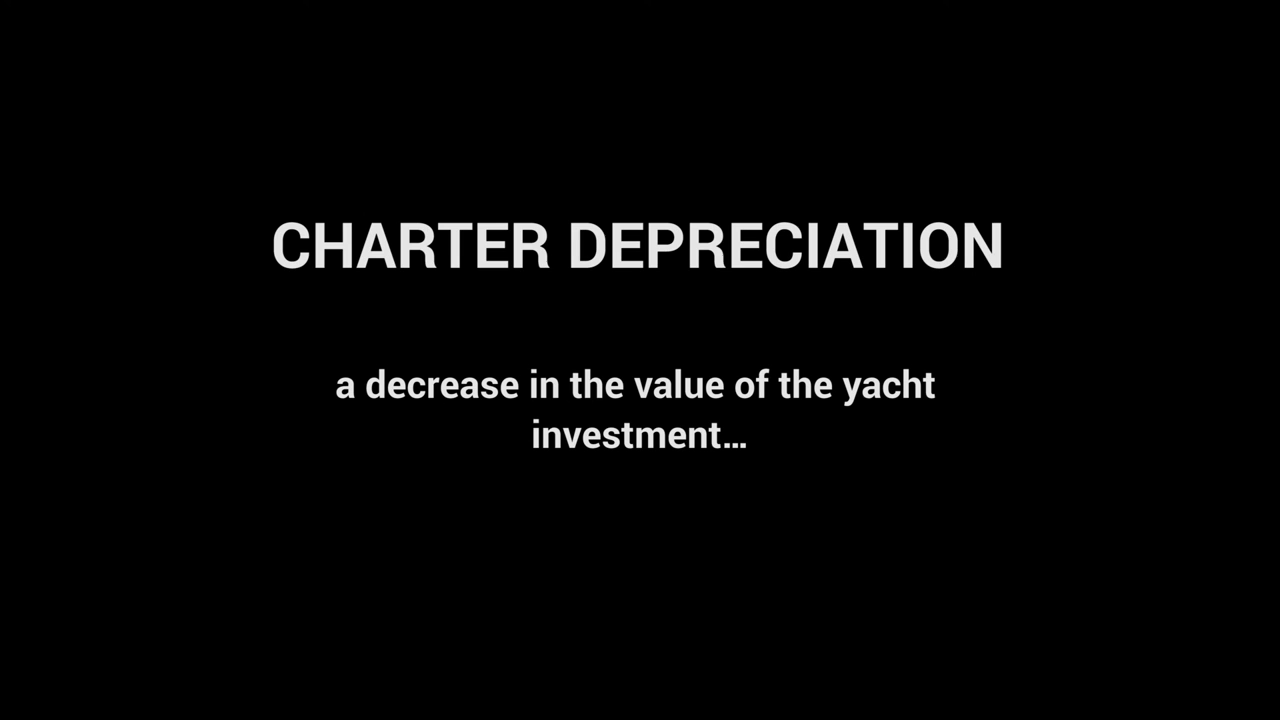 CHARTER DEPRECIATION
a decrease in the value of the yacht
investment...